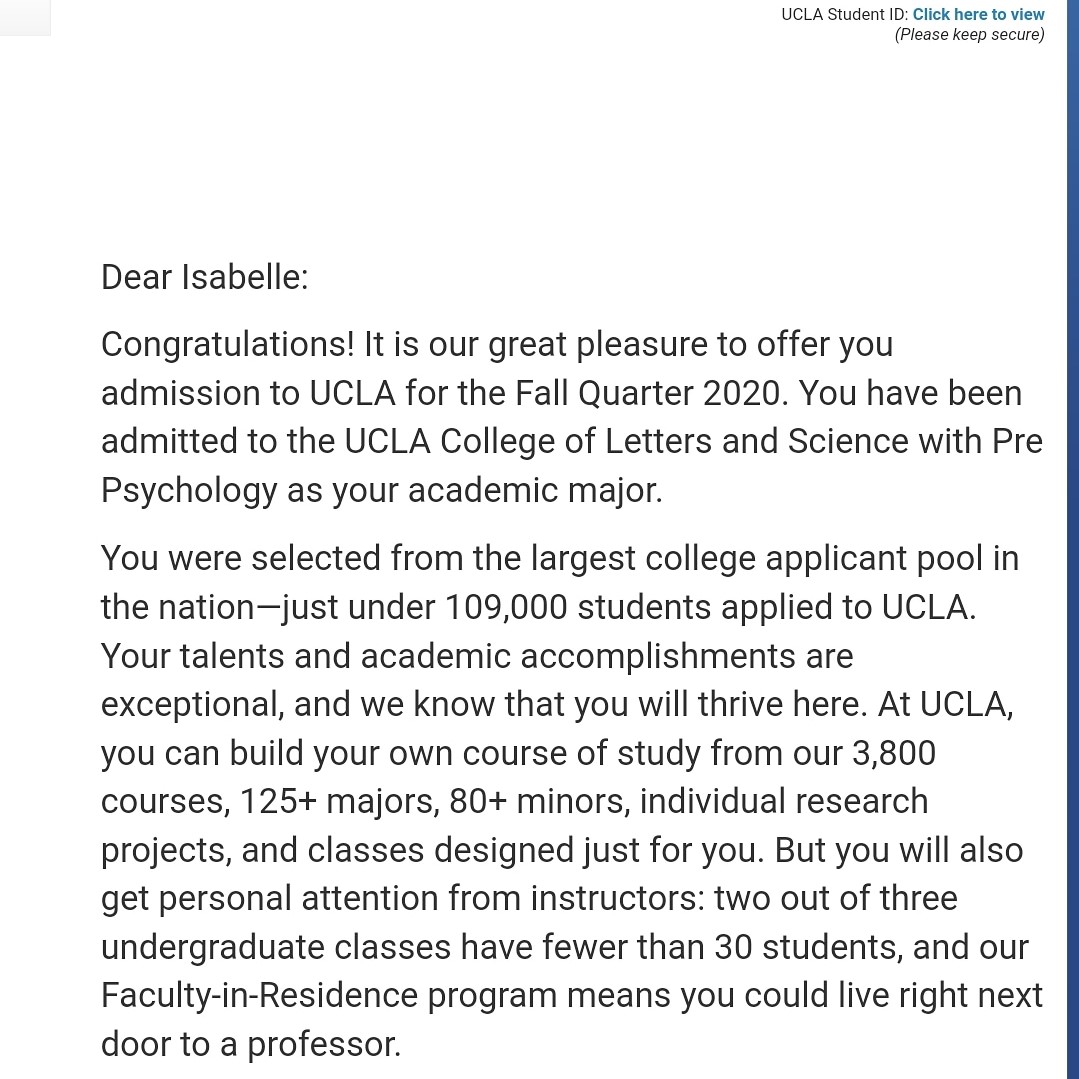 UCLA Student ID: Click here to view
(Please keep secure)
Dear Isabelle:
Congratulations! It is our great pleasure to offer you
admission to UCLA for the Fall Quarter 2020. You have been
admitted to the UCLA College of Letters and Science with Pre
Psychology as your academic major.
You were selected from the largest college applicant pool in
the nation—just under 109,000 students applied to UCLA.
Your talents and academic accomplishments are
exceptional, and we know that you will thrive here. At UCLA,
you can build your own course of study from our 3,800
courses, 125+ majors, 80+ minors, individual research
projects, and classes designed just for you. But you will also
get personal attention from instructors: two out of three
undergraduate classes have fewer than 30 students, and our
Faculty-in-Residence program means you could live right next
door to a professor.